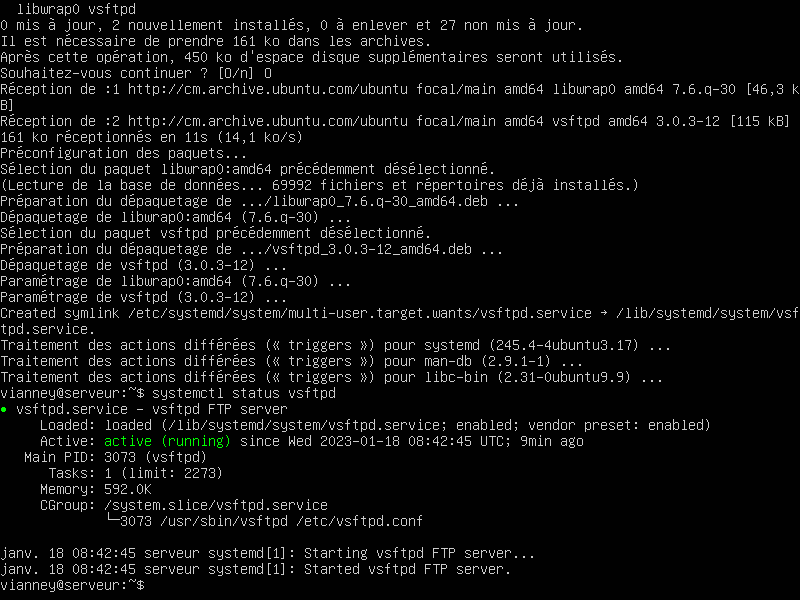 libwrap0 vsftpd
0 mis à jour, 2 nouvellement installés, 0 à enlever et 27 non mis à jour.
Il est nécessaire de prendre 161 ko dans les archives.
Après cette opération, 450 ko d'espace disque supplémentaires seront utilisés.
Souhaitez-vous continuer ? [O/n] O
Réception de :1 http://cm.archive.ubuntu.com/ubuntu focal/main amd64 libwrap0 amd64 7.6.q-30 [46,3 k
B]
Réception de :2 http://cm.archive.ubuntu.com/ubuntu focal/main amd64 vsftpd amd64 3.0.3-12 [115 kB]
161 ko réceptionnés en 11s (14,1 ko/s)
Préconfiguration des paquets...
Sélection du paquet libwrap0:amd64 précédemment désélectionné.
(Lecture de la base de données... 69992 fichiers et répertoires déjà installés.)
Préparation du dépaquetage de .../libwrap0_7.6.q-30_amd64.deb ...
Dépaquetage de libwrap0:amd64 (7.6.q-30) ...
Sélection du paquet vsftpd précédemment désélectionné.
Préparation du dépaquetage de .../vsftpd_3.0.3-12_amd64.deb ...
Dépaquetage de vsftpd (3.0.3-12) ...
Paramétrage de libwrap0:amd64 (7.6.q-30) ...
Paramétrage de vsftpd (3.0.3-12) ...
Created symlink /etc/systemd/system/multi-user.target.wants/vsftpd.service → /lib/systemd/system/vsf
tpd.service.
Traitement des actions différées (« triggers ») pour systemd (245.4-4ubuntu3.17) ...
Traitement des actions différées (« triggers ») pour man-db (2.9.1-1) ...
Traitement des actions différées (« triggers ») pour libc-bin (2.31-0ubuntu9.9) ...
vianney@serveur:~$ systemctl status vsftpd
● vsftpd.service - vsftpd FTP server
Loaded: loaded (/lib/systemd/system/vsftpd.service; enabled; vendor preset: enabled)
Active: active (running) since Wed 2023-01-18 08:42:45 UTC; 9min ago
Main PID: 3073 (vsftpd)
Tasks: 1 (limit: 2273)
Memory: 592.0K
CGroup: /system.slice/vsftpd.service
└─3073 /usr/sbin/vsftpd /etc/vsftpd.conf
janv. 18 08:42:45 serveur systemd[1]: Starting vsftpd FTP server...
janv. 18 08:42:45 serveur systemd[1]: Started vsftpd FTP server.
vianney@serveur:~$